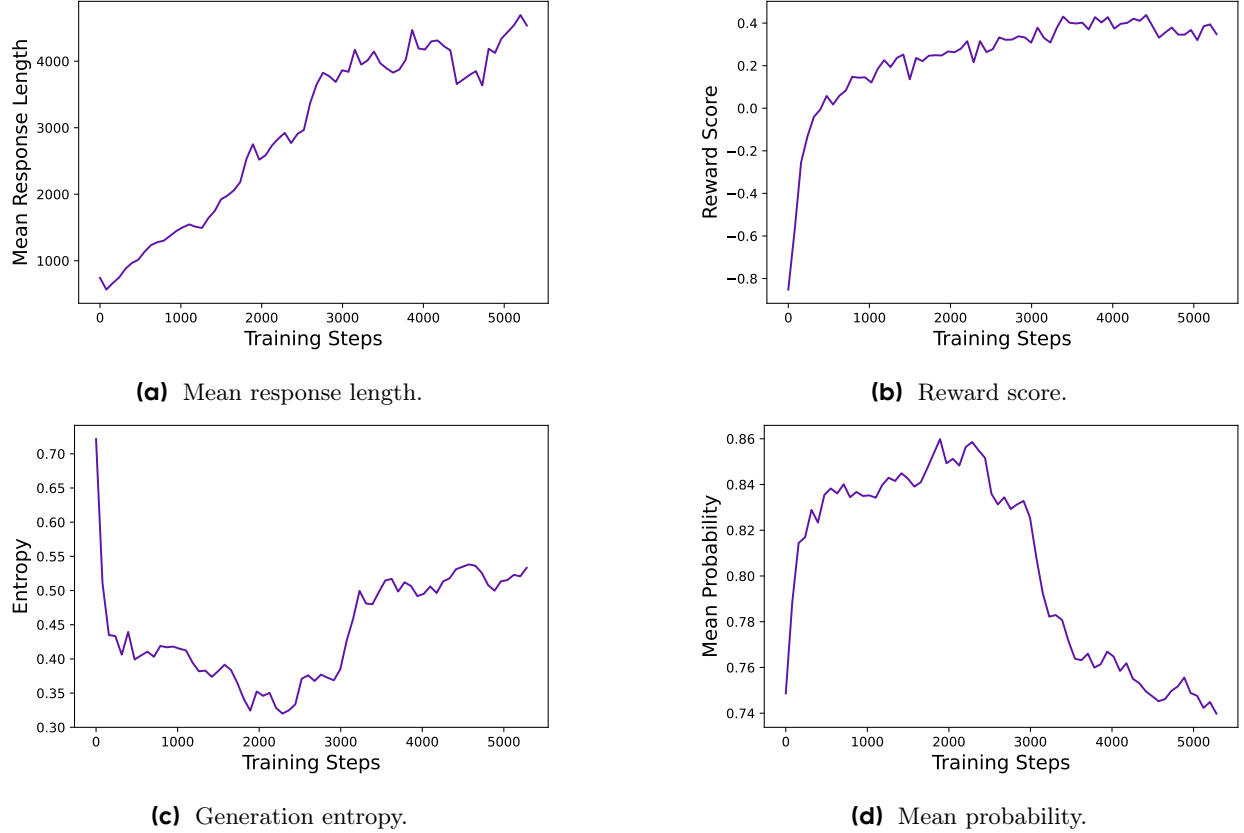 4000
3000
2000
1000
Mean Response Length
0 1000 2000 3000 4000 5000
Training Steps
(a) Mean response length.
0.4
0.2
0.0
−0.2
−0.4
−0.6
−0.8
Reward Score
0 1000 2000 3000 4000 5000
Training Steps
(b) Reward score.
0.70
0.65
0.60
0.55
0.50
0.45
0.40
0.35
0.30
Entropy
0 1000 2000 3000 4000 5000
Training Steps
(c) Generation entropy.
0.86
0.84
0.82
0.80
0.78
0.76
0.74
Mean Probability
0 1000 2000 3000 4000 5000
Training Steps
(d) Mean probability.